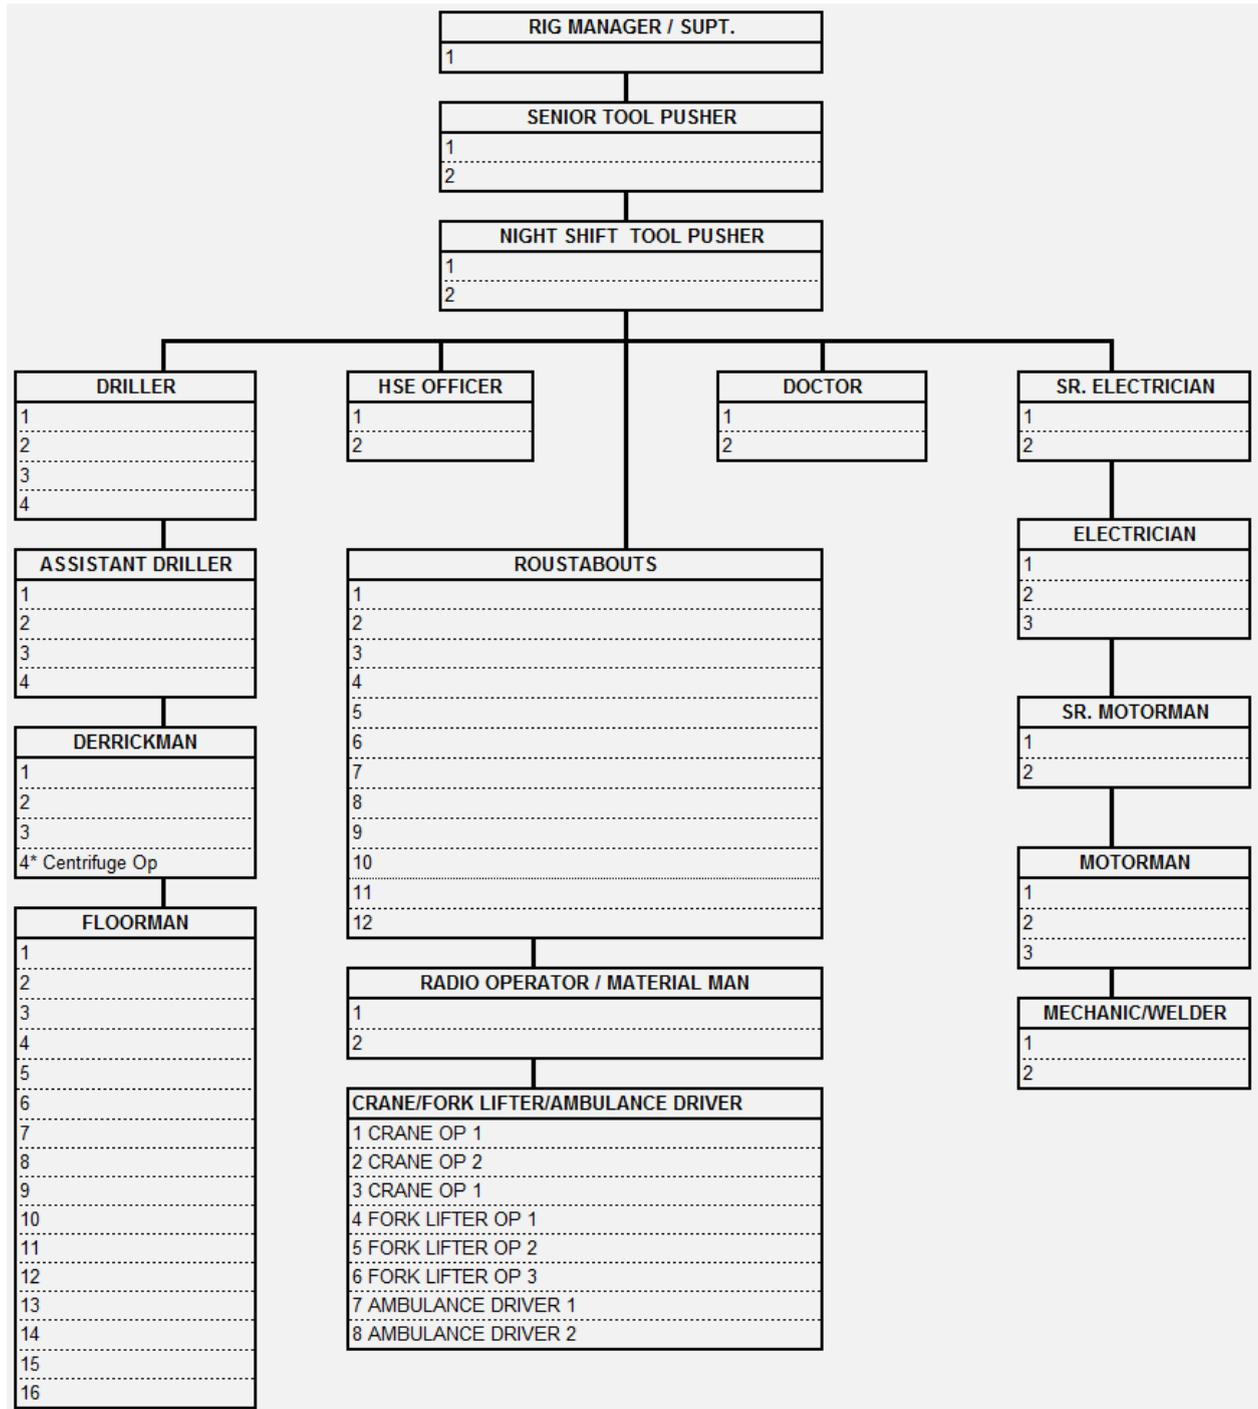 RIG MANAGER / SUPT.
1
SENIOR TOOL PUSHER
1
2
NIGHT SHIFT  TOOL PUSHER
1
2
DRILLER
1
2
3
4
ASSISTANT DRILLER
1
2
3
4
DERRICKMAN
1
2
3
4* Centrifuge Op
FLOORMAN
1
2
3
4
5
6
7
8
9
10
11
12
13
14
15
16
HSE OFFICER
1
2
DOCTOR
1
2
ROUSTABOUTS
1
2
3
4
5
6
7
8
9
10
11
12
RADIO OPERATOR / MATERIAL MAN
1
2
CRANE/FORK LIFTER/AMBULANCE DRIVER
1 CRANE OP 1
2 CRANE OP 2
3 CRANE OP 1
4 FORK LIFTER OP 1
5 FORK LIFTER OP 2
6 FORK LIFTER OP 3
7 AMBULANCE DRIVER 1
8 AMBULANCE DRIVER 2
SR. ELECTRICIAN
1
2
ELECTRICIAN
1
2
3
SR. MOTORMAN
1
2
MOTORMAN
1
2
3
MECHANIC/WELDER
1
2